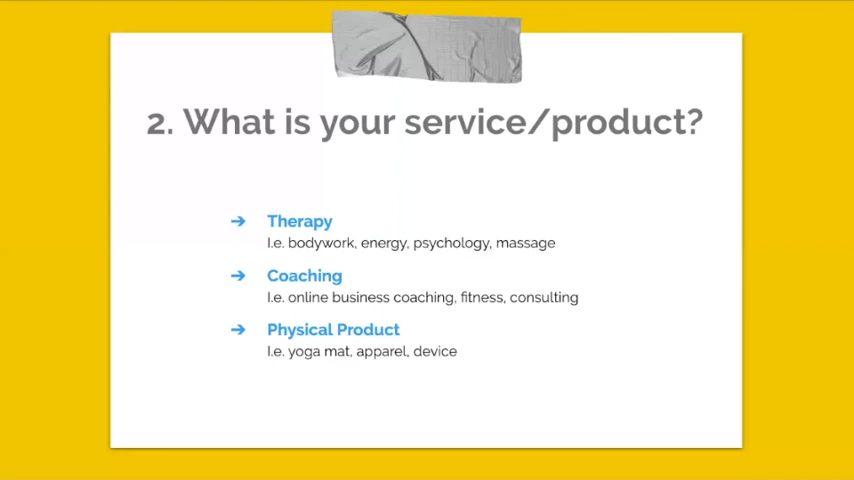 2. What is your service/product?
➔ Therapy
I.e. bodywork, energy, psychology, massage
➔ Coaching
I.e. online business coaching, fitness, consulting
➔ Physical Product
I.e. yoga mat, apparel, device